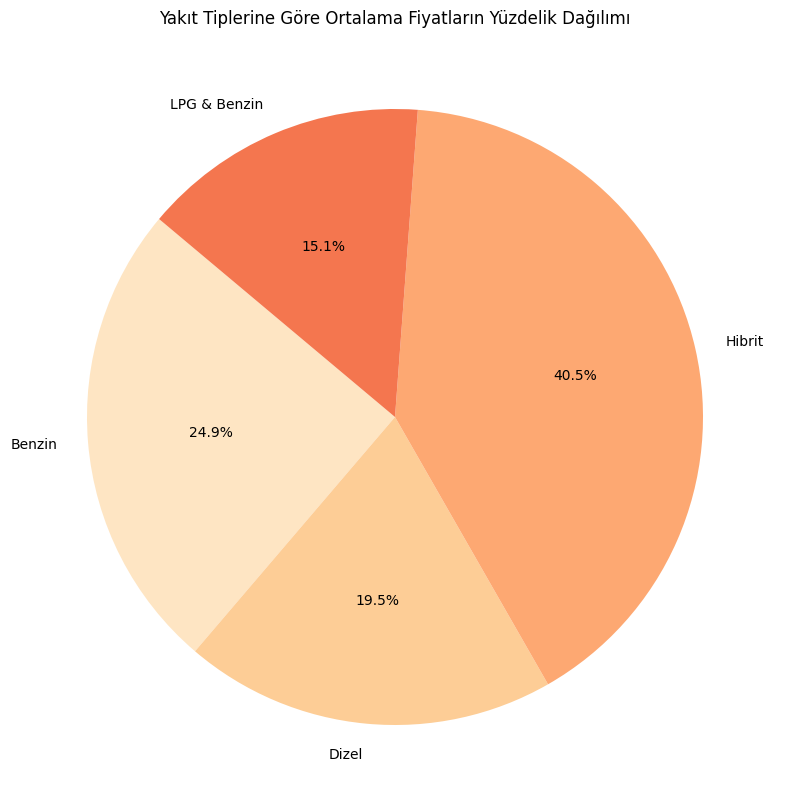 Yakıt Tiplerine Göre Ortalama Fiyatların Yüzdelik Dağılımı
LPG & Benzin
15.1%
Hibrit
40.5%
24.9%
Benzin
19.5%
Dizel